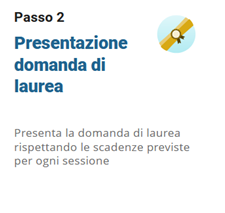 Passo 2
Presentazione
domanda di
laurea
Presenta la domanda di laurea
rispettando le scadenze previste
per ogni sessione